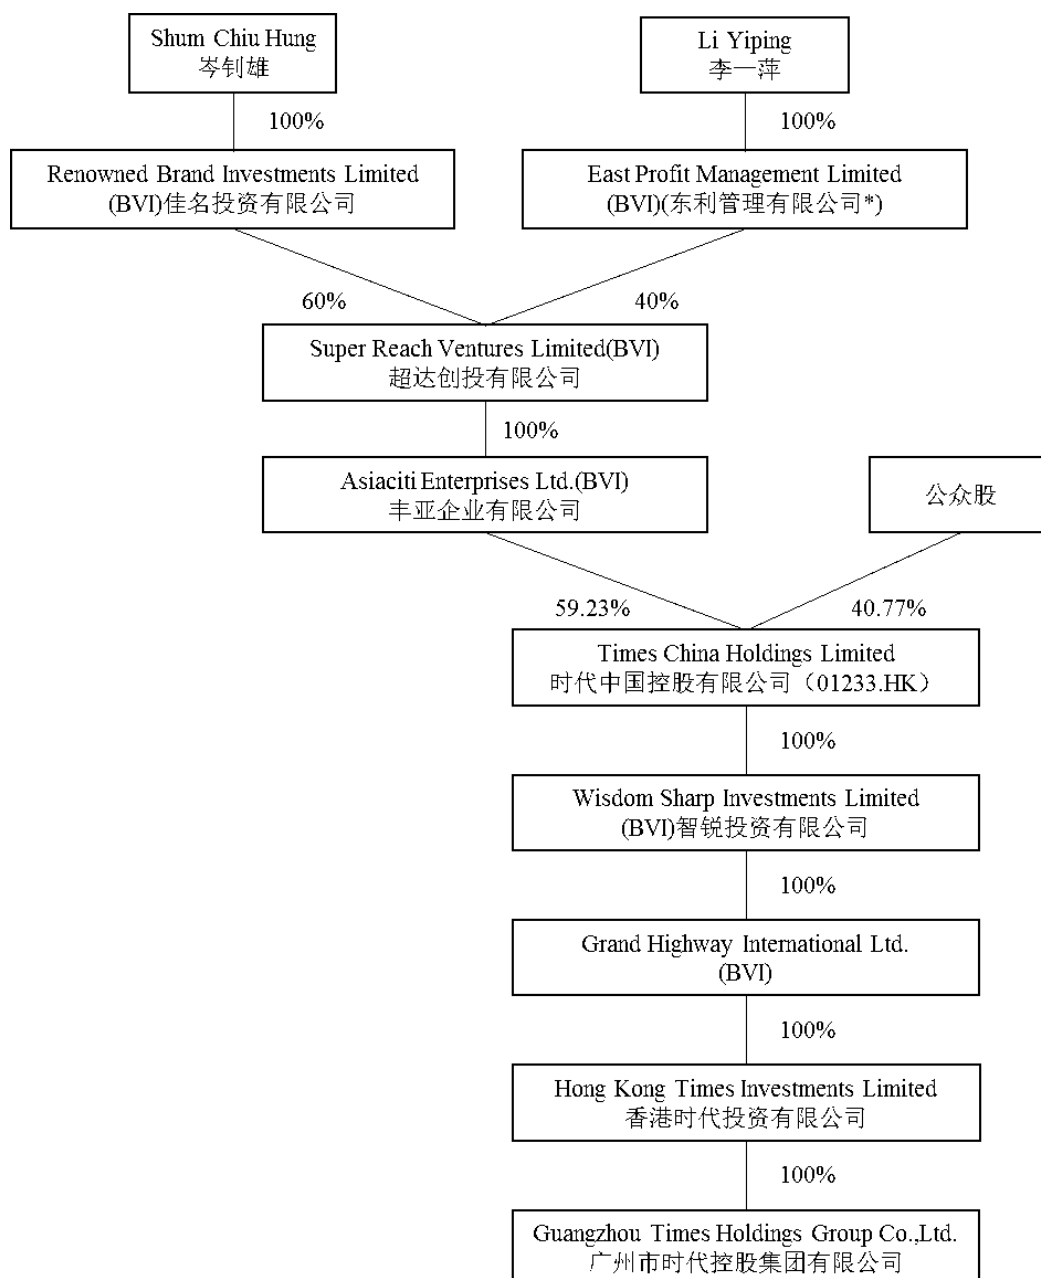 Shum Chiu Hung
岑钊雄
Li Yiping
李一萍
100%
100%
Renowned Brand Investments Limited
(BVI)佳名投资有限公司
East Profit Management Limited
(BVI)(东利管理有限公司*)
60%
40%
Super Reach Ventures Limited(BVI)
超达创投有限公司
100%
Asiaciti Enterprises Ltd.(BVI)
丰亚企业有限公司
公众股
59.23%
40.77%
Times China Holdings Limited
时代中国控股有限公司（01233.HK）
100%
Wisdom Sharp Investments Limited
(BVI)智锐投资有限公司
100%
Grand Highway International Ltd.
(BVI)
100%
Hong Kong Times Investments Limited
香港时代投资有限公司
100%
Guangzhou Times Holdings Group Co.,Ltd.
广州市时代控股集团有限公司